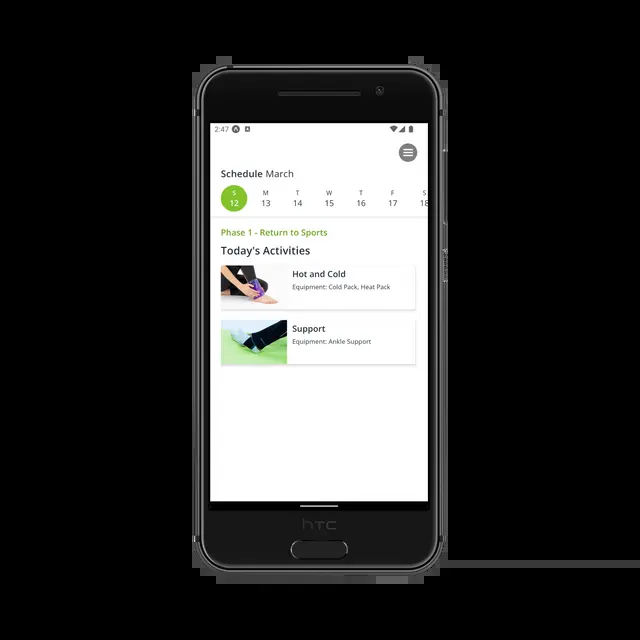 2:47
Schedule March
S M T W T F S
12 13 14 15 16 17 18
Phase 1 - Return to Sports
Today's Activities
Hot and Cold
Equipment: Cold Pack, Heat Pack
Support
Equipment: Ankle Support
hTC